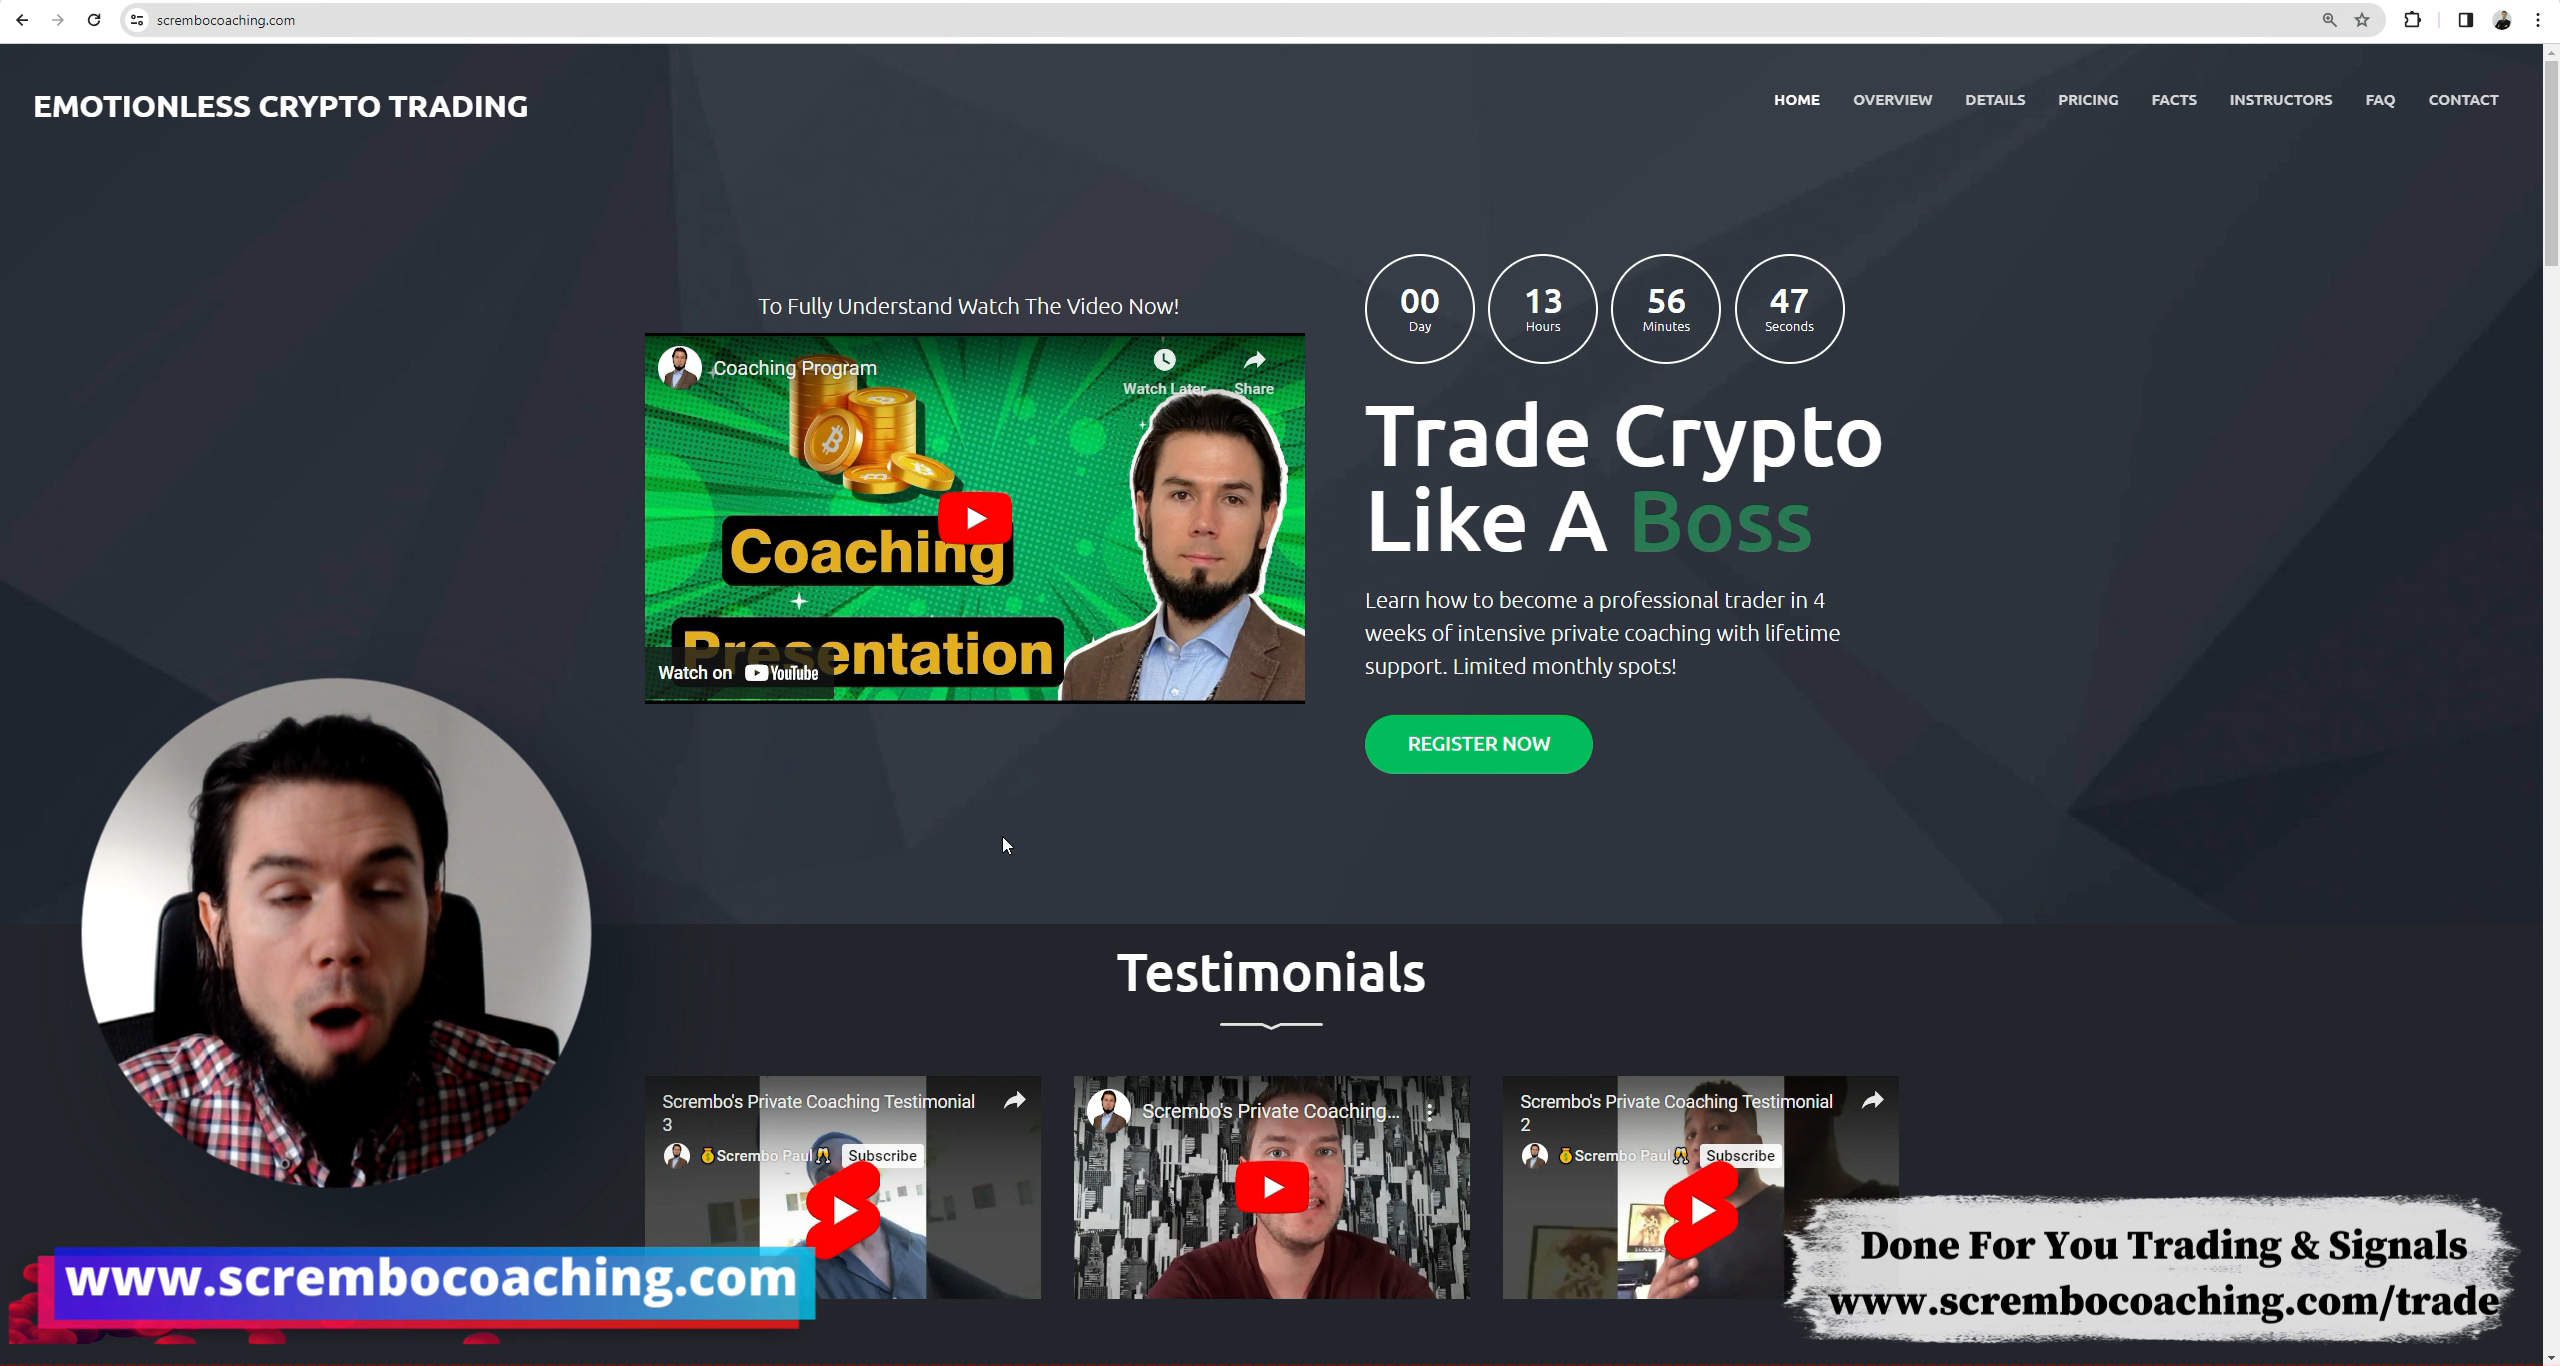 scrembocoaching.com
EMOTIONLESS CRYPTO TRADING
HOME OVERVIEW DETAILS PRICING FACTS INSTRUCTORS FAQ CONTACT
To Fully Understand Watch The Video Now!
Coaching Program
Watch Later
Share
Coaching
Presentation
Watch on YouTube
00 13 56 47
Day Hours Minutes Seconds
Trade Crypto
Like A Boss
Learn how to become a professional trader in 4
weeks of intensive private coaching with lifetime
support. Limited monthly spots!
REGISTER NOW
Testimonials
Scrembo's Private Coaching Testimonial
3
💰Scrembo Paul🥂 Subscribe
Scrembo's Private Coaching...
Scrembo's Private Coaching Testimonial
2
💰Scrembo Paul🥂 Subscribe
www.scrembocoaching.com
Done For You Trading & Signals
www.scrembocoaching.com/trade